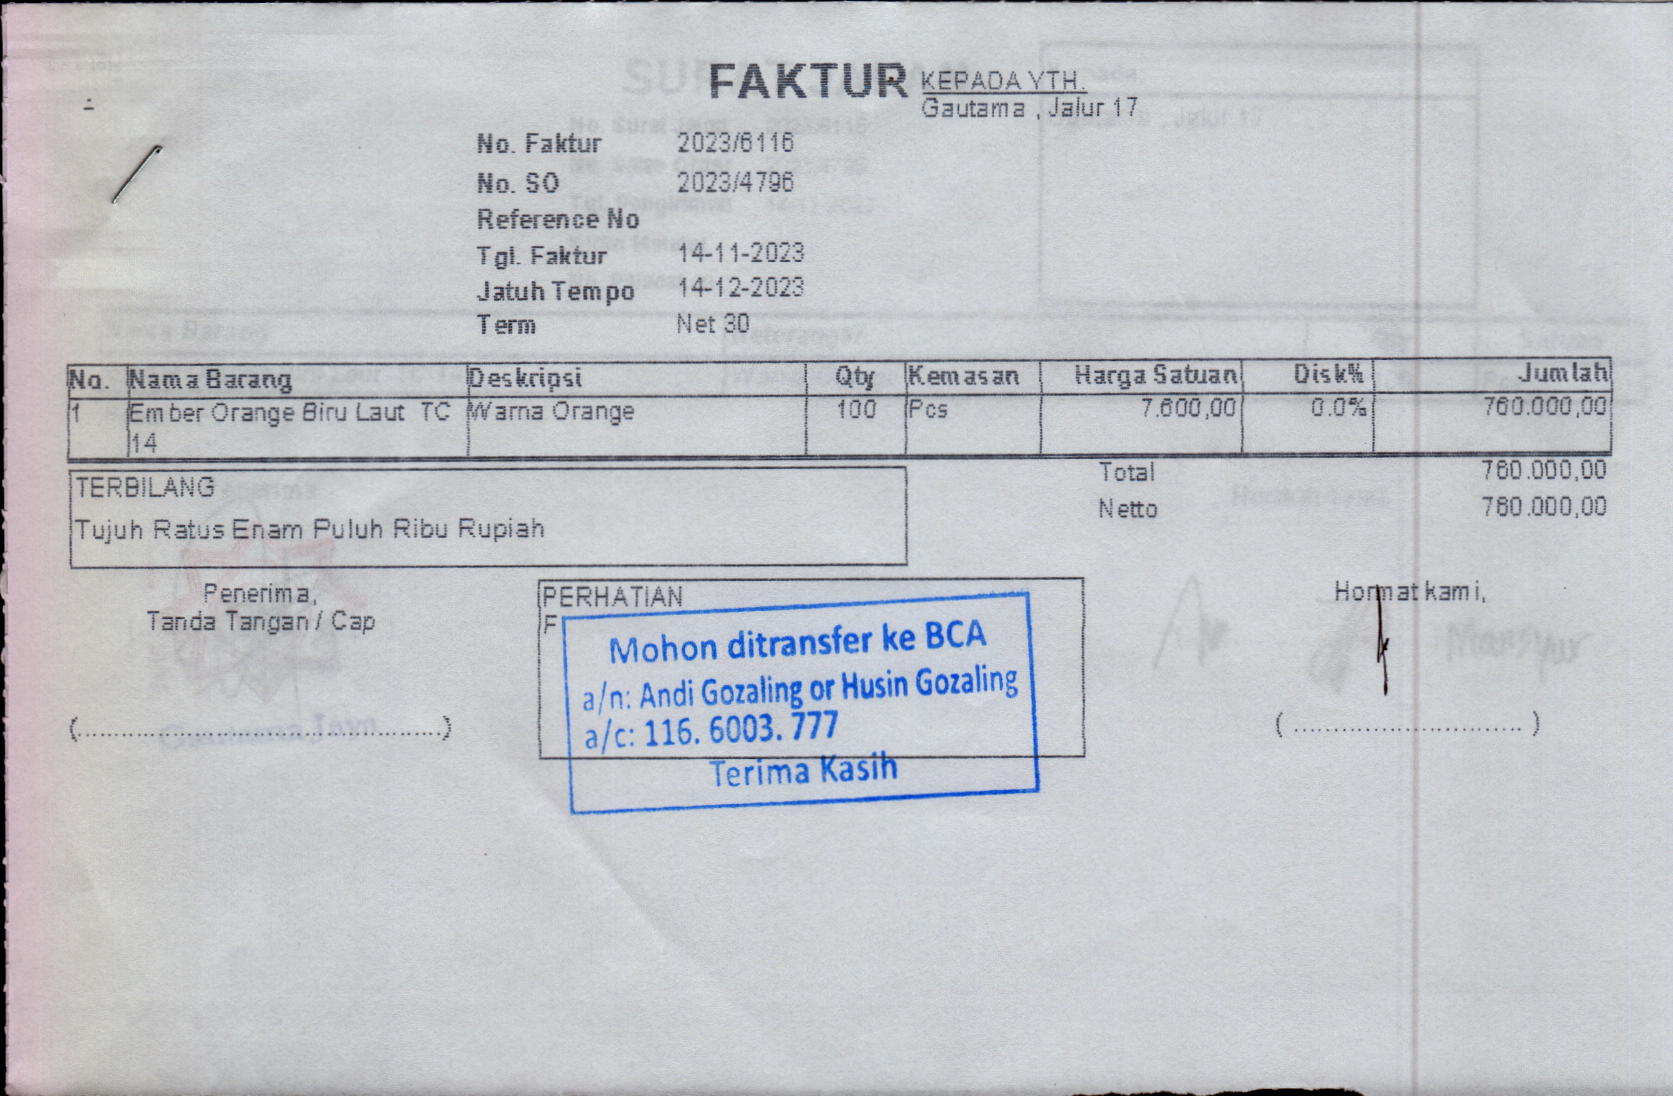 FAKTUR
KEPADA YTH.
Gautama , Jalur 17
No. Faktur 2023/6116
No. SO 2023/4796
Reference No
Tgl. Faktur 14-11-2023
Jatuh Tempo 14-12-2023
Term Net 30
No. Nama Barang Deskripsi Qty Kemasan Harga Satuan Disk% Jumlah
1 Ember Orange Biru Laut TC Warna Orange 100 Pcs 7.600,00 0.0% 760.000,00
14
Total 760.000,00
TERBILANG
Netto 760.000,00
Tujuh Ratus Enam Puluh Ribu Rupiah
Penerima,
Tanda Tangan / Cap
PERHATIAN
F
Hormat kami,
Mohon ditransfer ke BCA
a/n: Andi Gozaling or Husin Gozaling
a/c: 116. 6003. 777
Terima Kasih
(..........................................)
( ............................ )